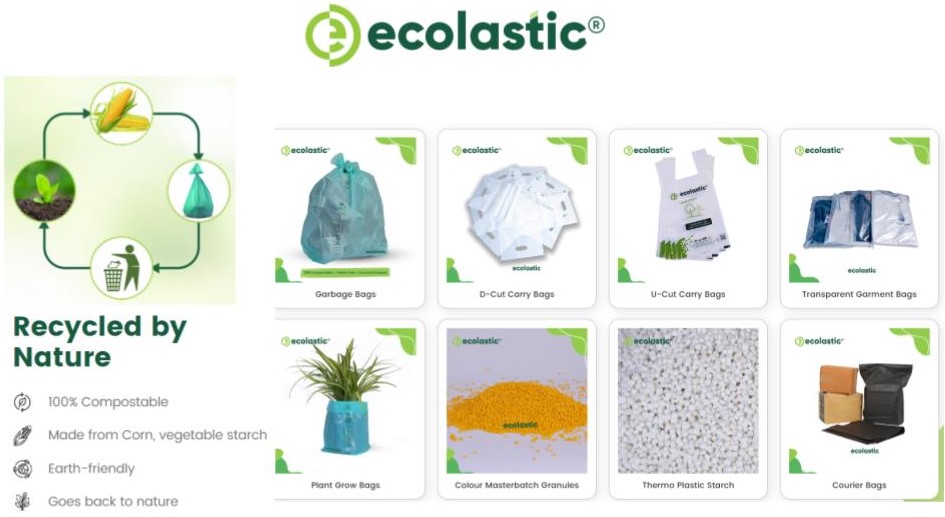 ecolastic®
Recycled by
Nature
100% Compostable
Made from Corn, vegetable starch
Earth-friendly
Goes back to nature
ecolastic
Garbage Bags
ecolastic
ecolastic
D-Cut Carry Bags
ecolastic
ecolastic
U-Cut Carry Bags
ecolastic
ecolastic
Transparent Garment Bags
ecolastic
Plant Grow Bags
ecolastic
ecolastic
Colour Masterbatch Granules
ecolastic
Thermo Plastic Starch
ecolastic
ecolastic
Courier Bags